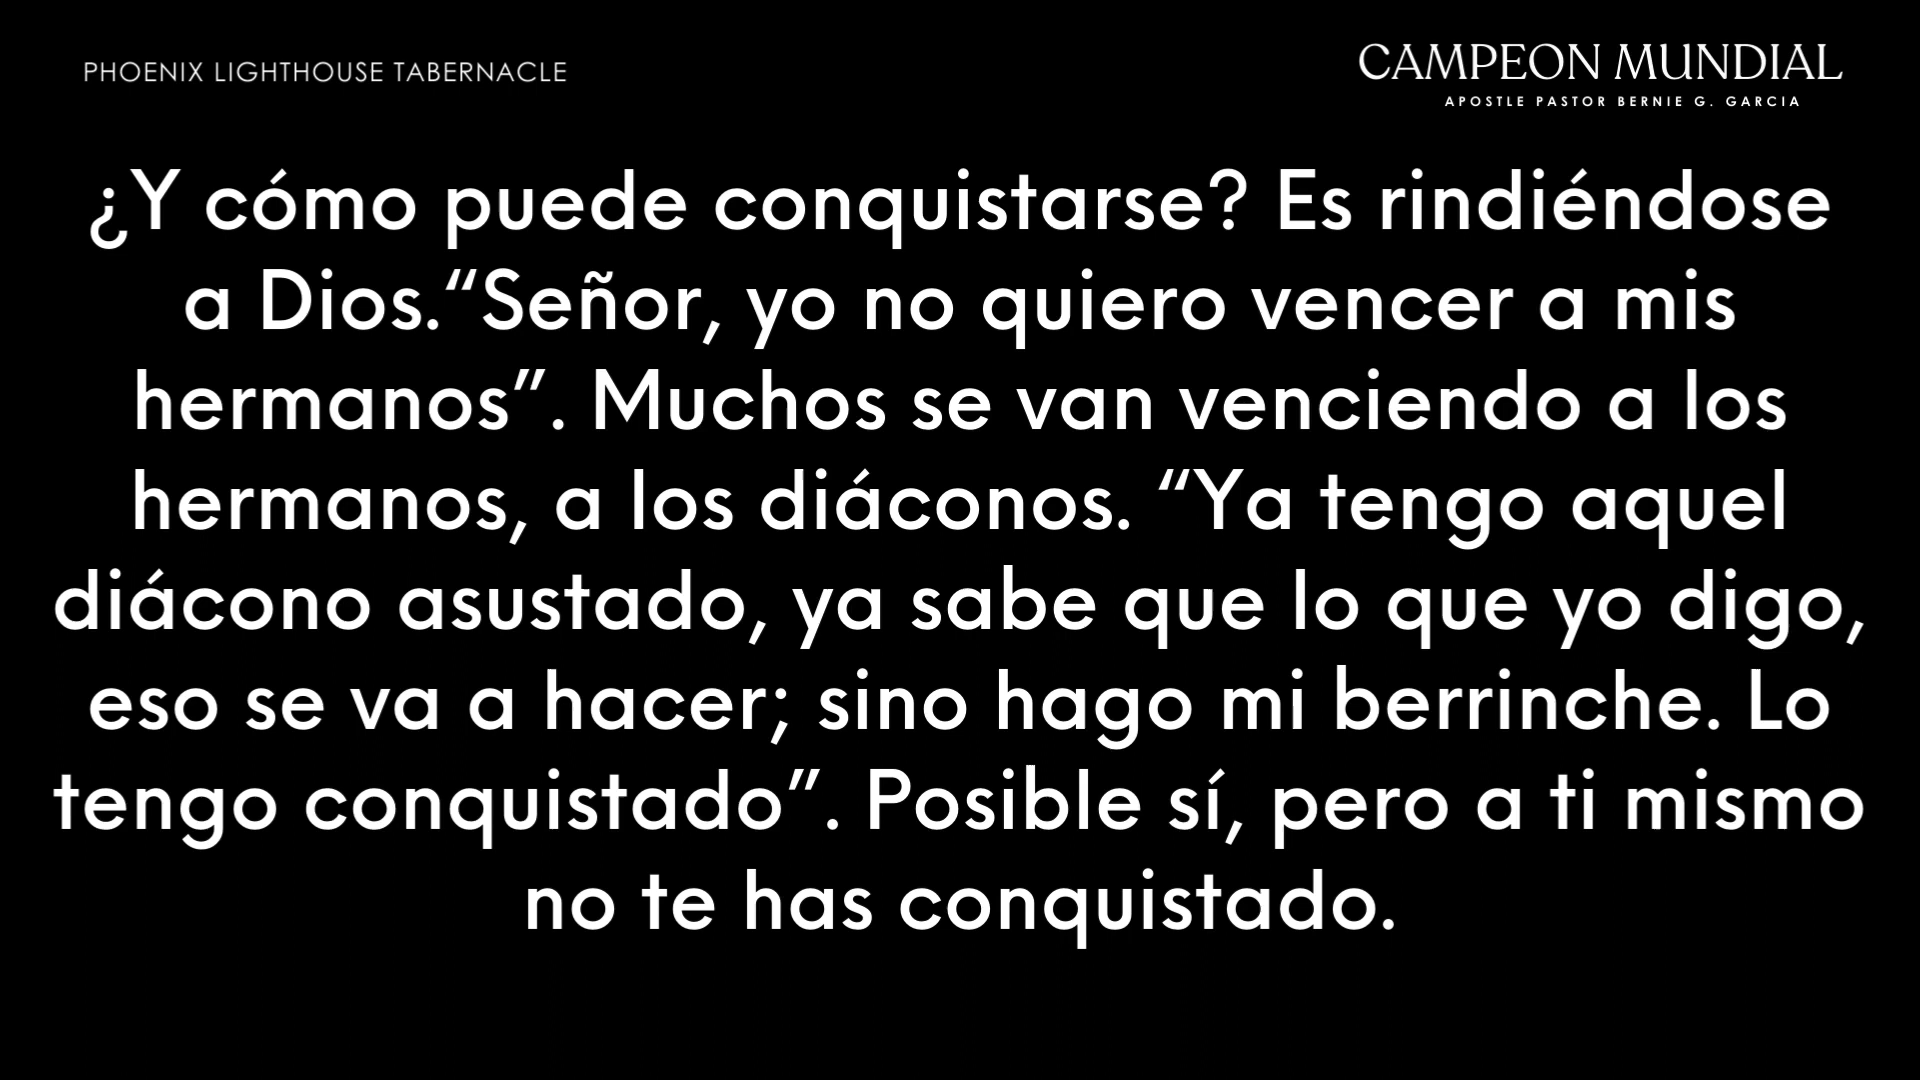 PHOENIX LIGHTHOUSE TABERNACLE
CAMPEON MUNDIAL
APOSTLE PASTOR BERNIE G. GARCIA
¿Y cómo puede conquistarse? Es rindiéndose
a Dios.“Señor, yo no quiero vencer a mis
hermanos”. Muchos se van venciendo a los
hermanos, a los diáconos. “Ya tengo aquel
diácono asustado, ya sabe que lo que yo digo,
eso se va a hacer; sino hago mi berrinche. Lo
tengo conquistado”. Posible sí, pero a ti mismo
no te has conquistado.